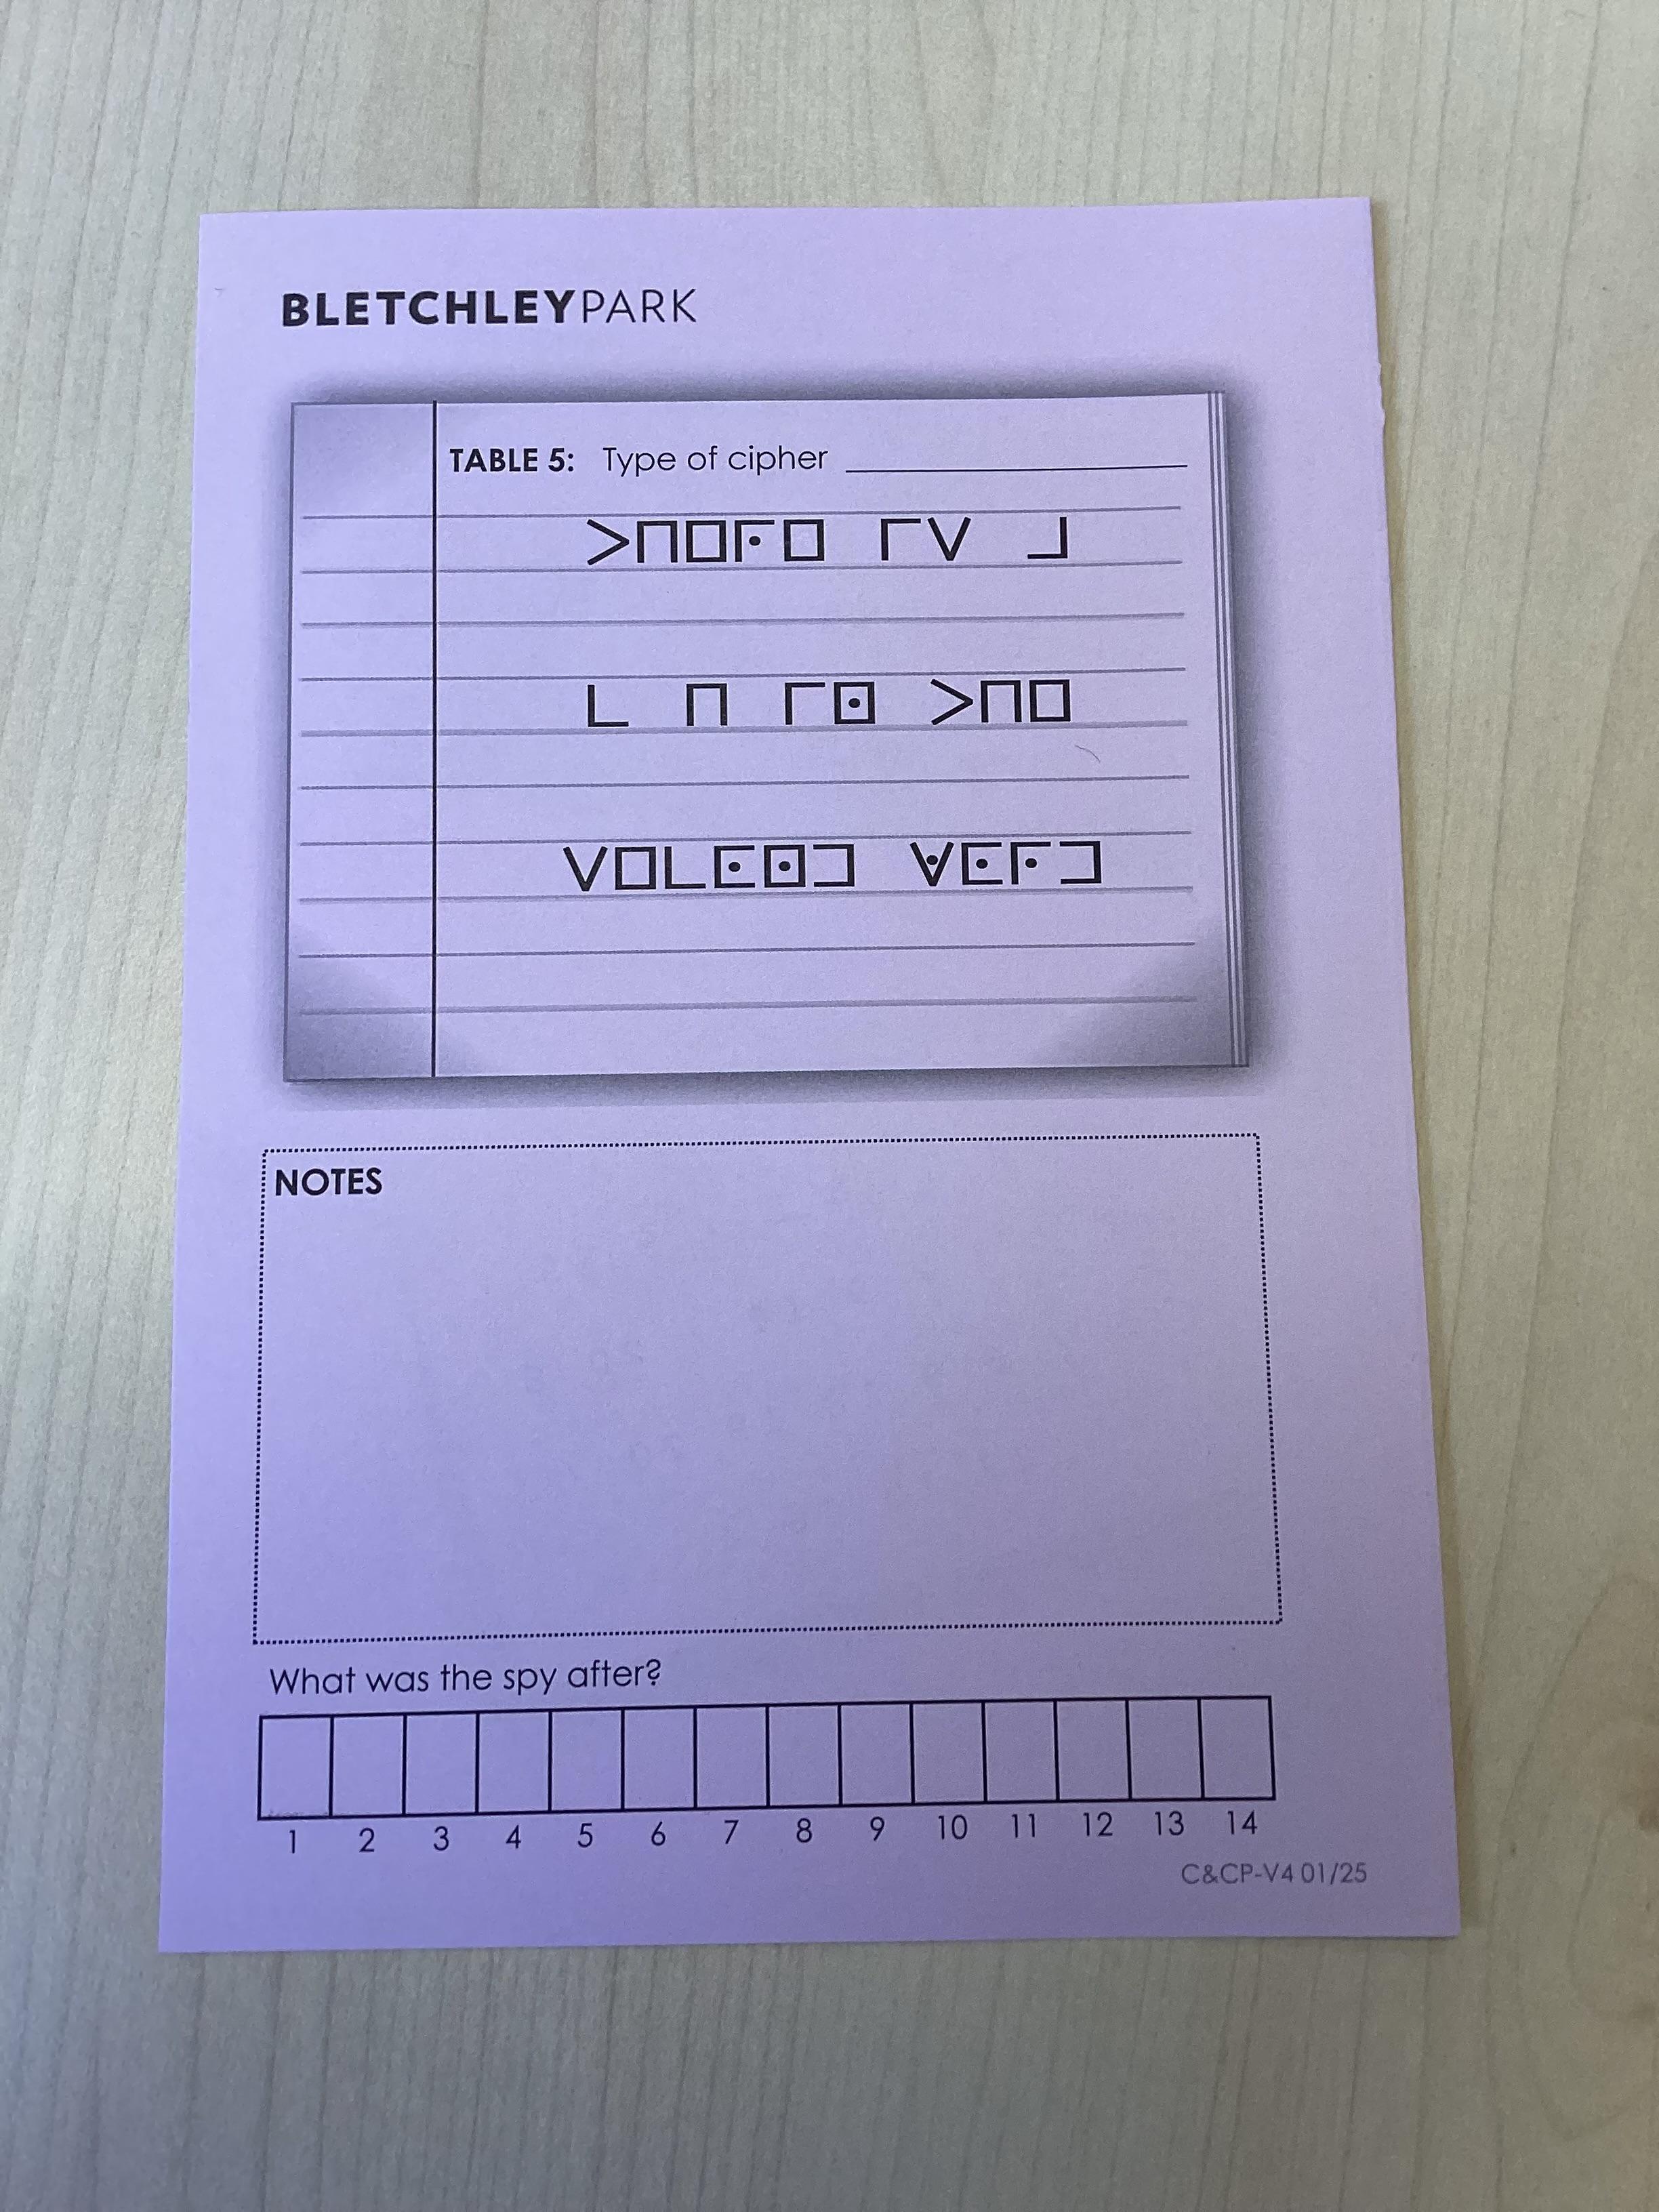 BLETCHLEYPARK
TABLE 5: Type of cipher
NOTES
What was the spy after?
1 2 3 4 5 6 7 8 9 10 11 12 13 14
C&CP-V4 01/25